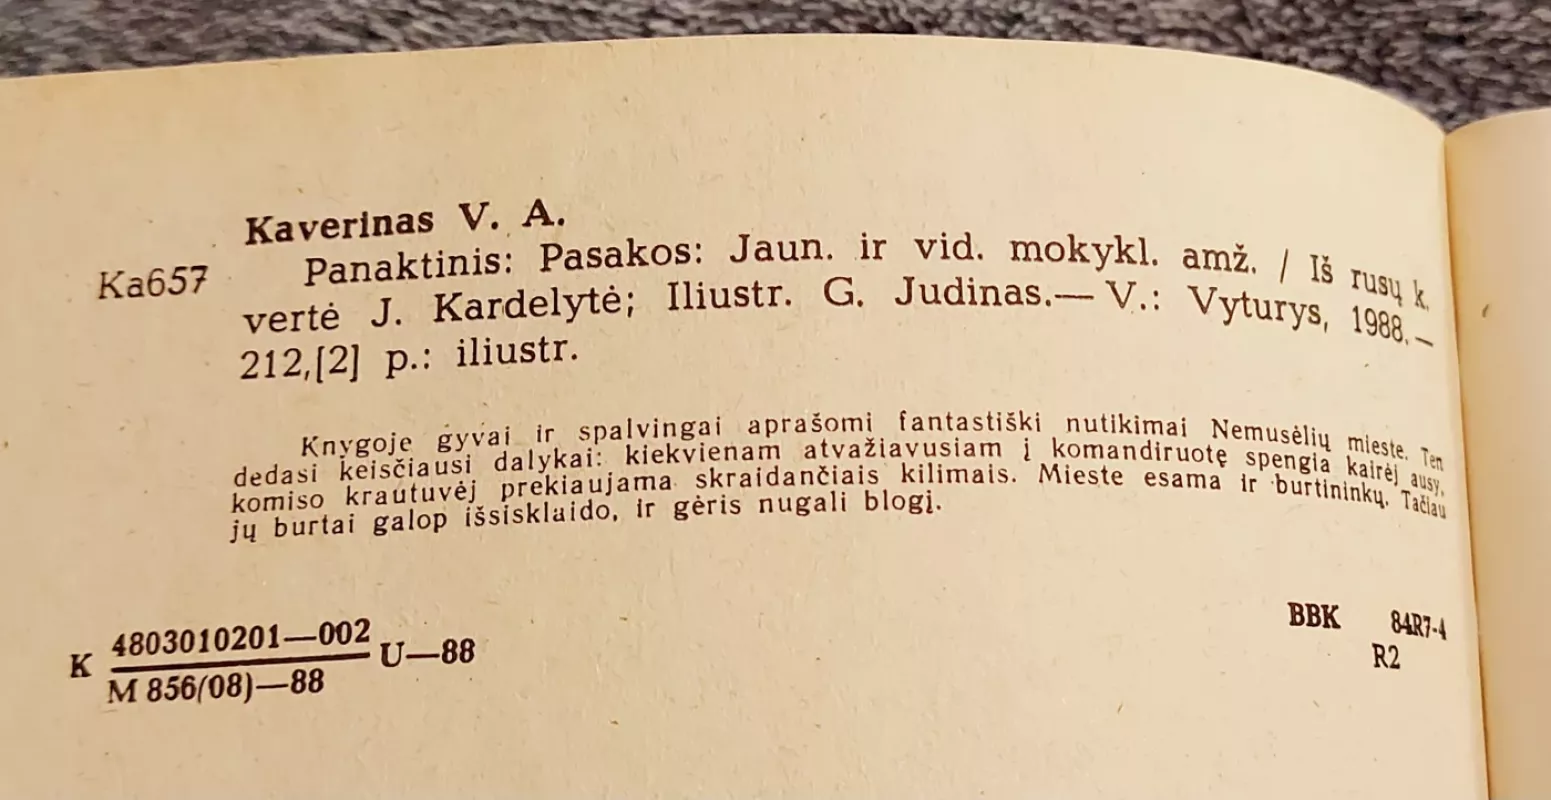 Kaverinas V. A.
Ka657 Panaktinis: Pasakos: Jaun. ir vid. mokykl. amž. / Iš rusų k.
vertė J. Kardelytė; Iliustr. G. Judinas.— V.: Vyturys, 1988.—
212,[2] p.: iliustr.
Knygoje gyvai ir spalvingai aprašomi fantastiški nutikimai Nemusėlių mieste. Ten
dedasi keisčiausi dalykai: kiekvienam atvažiavusiam į komandiruotę spengia kairėj ausy,
komiso krautuvėj prekiaujama skraidančiais kilimais. Mieste esama ir burtininkų. Tačiau
jų burtai galop išsisklaido, ir gėris nugali blogį.
K 4803010201—002
M 856(08)—88 U—88
BBK 84R7-4
R2